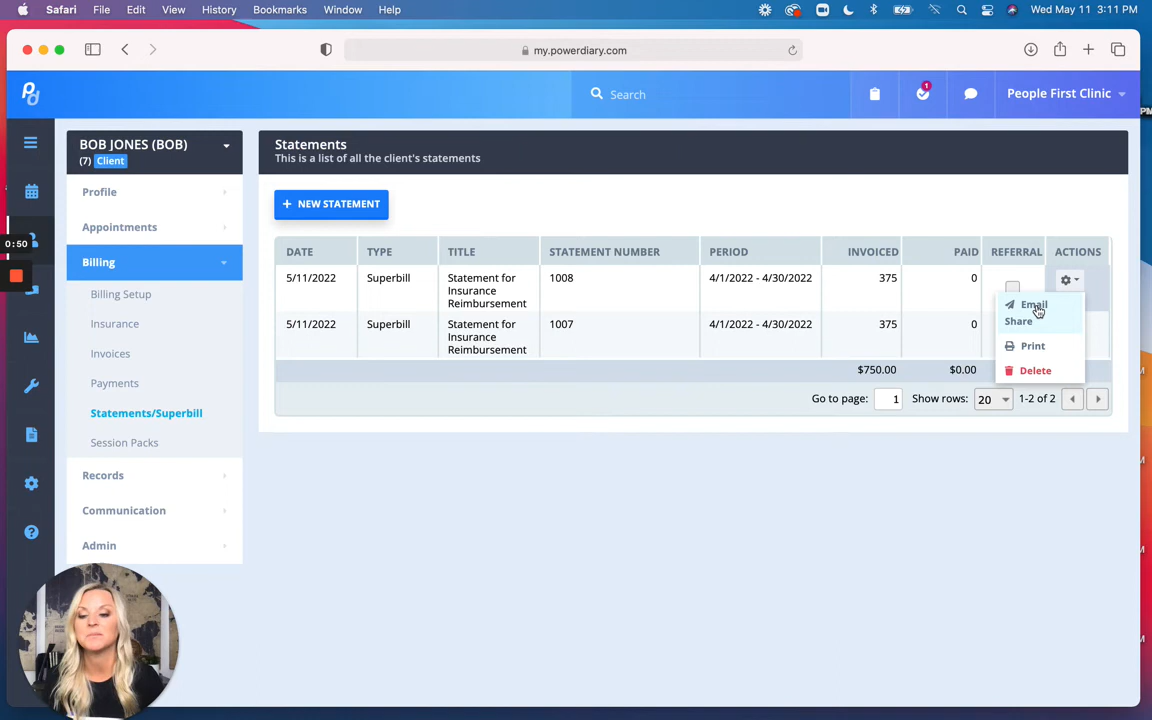 Safari File Edit View History Bookmarks Window Help Wed May 11 3:11 PM
my.powerdiary.com
pd Search 1 People First Clinic
BOB JONES (BOB)
(7) Client
Profile
Appointments
0:50
Billing
Billing Setup
Insurance
Invoices
Payments
Statements/Superbill
Session Packs
Records
Communication
Admin
Statements
This is a list of all the client's statements
+ NEW STATEMENT
DATE TYPE TITLE STATEMENT NUMBER PERIOD INVOICED PAID REFERRAL ACTIONS
5/11/2022 Superbill Statement for 1008 4/1/2022 - 4/30/2022 375 0
Insurance
Reimbursement
5/11/2022 Superbill Statement for 1007 4/1/2022 - 4/30/2022 375 0
Insurance
Reimbursement
$750.00 $0.00
Email
Share
Print
Delete
Go to page: 1 Show rows: 20 1-2 of 2